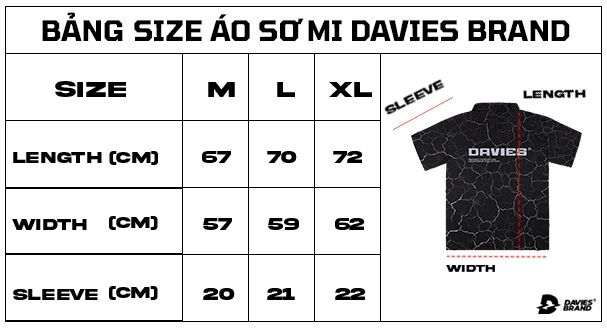 BẢNG SIZE ÁO SƠ MI DAVIES BRAND
SIZE M L XL
LENGTH (CM) 67 70 72
WIDTH (CM) 57 59 62
SLEEVE (CM) 20 21 22
SLEEVE
LENGTH
DAVIES
WIDTH
DAVIES
BRAND